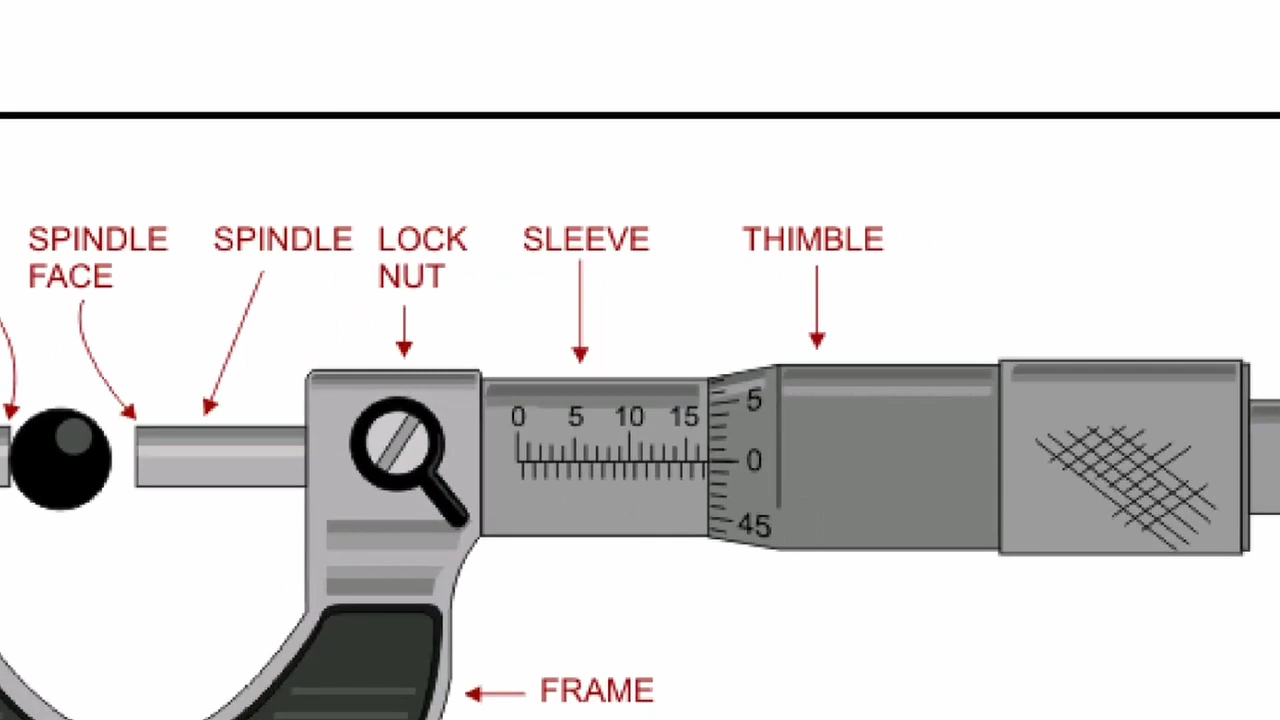 SPINDLE FACE
SPINDLE
LOCK NUT
SLEEVE
THIMBLE
0 5 10 15
5
0
45
FRAME